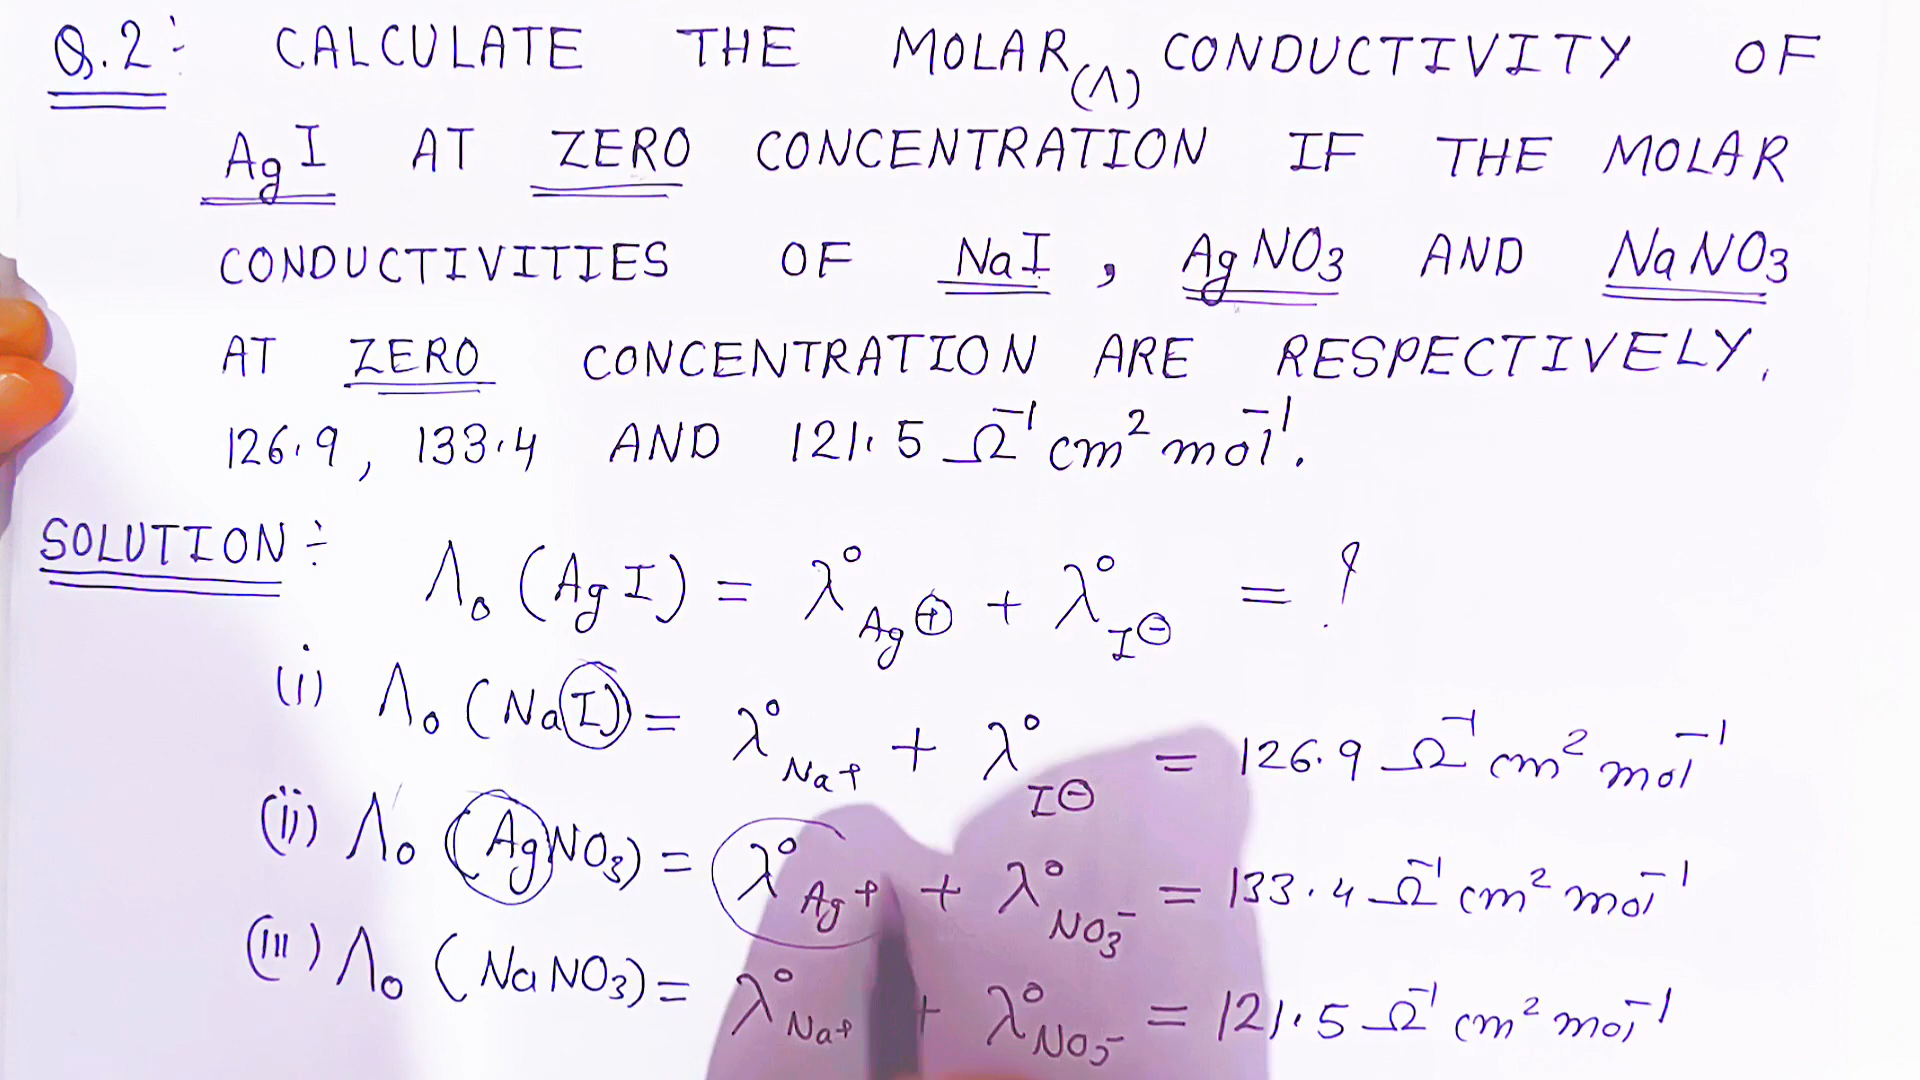 Q.2:- CALCULATE THE MOLAR (Λ) CONDUCTIVITY OF
AgI AT ZERO CONCENTRATION IF THE MOLAR
CONDUCTIVITIES OF NaI, AgNO3 AND NaNO3
AT ZERO CONCENTRATION ARE RESPECTIVELY,
126.9, 133.4 AND 121.5 Ω⁻¹ cm² mol⁻¹.
SOLUTION:- Λ₀ (AgI) = λ°Ag⊕ + λ°I⊖ = ?
(i) Λ₀ (NaI) = λ°Na+ + λ°I⊖ = 126.9 Ω⁻¹ cm² mol⁻¹
(ii) Λ₀ (AgNO₃) = λ°Ag+ + λ°NO₃⁻ = 133.4 Ω⁻¹ cm² mol⁻¹
(iii) Λ₀ (NaNO₃) = λ°Na+ + λ°NO₃⁻ = 121.5 Ω⁻¹ cm² mol⁻¹